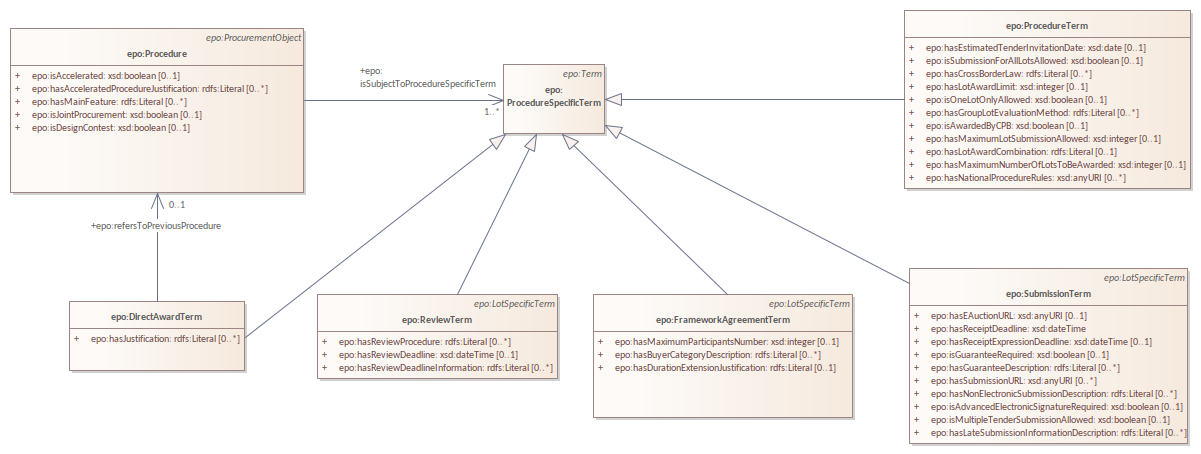 epo:ProcurementObject
epo:Procedure
+ epo:isAccelerated: xsd:boolean [0..1]
+ epo:hasAcceleratedProcedureJustification: rdfs:Literal [0..*]
+ epo:hasMainFeature: rdfs:Literal [0..*]
+ epo:isJointProcurement: xsd:boolean [0..1]
+ epo:isDesignContest: xsd:boolean [0..1]
+epo:
isSubjectToProcedureSpecificTerm
1..*
epo:Term
epo:
ProcedureSpecificTerm
epo:ProcedureTerm
+ epo:hasEstimatedTenderInvitationDate: xsd:date [0..1]
+ epo:isSubmissionForAllLotsAllowed: xsd:boolean [0..1]
+ epo:hasCrossBorderLaw: rdfs:Literal [0..*]
+ epo:hasLotAwardLimit: xsd:integer [0..1]
+ epo:isOneLotOnlyAllowed: xsd:boolean [0..1]
+ epo:hasGroupLotEvaluationMethod: rdfs:Literal [0..*]
+ epo:isAwardedByCPB: xsd:boolean [0..1]
+ epo:hasMaximumLotSubmissionAllowed: xsd:integer [0..1]
+ epo:hasLotAwardCombination: rdfs:Literal [0..1]
+ epo:hasMaximumNumberOfLotsToBeAwarded: xsd:integer [0..1]
+ epo:hasNationalProcedureRules: xsd:anyURI [0..*]
0..1
+epo:refersToPreviousProcedure
epo:DirectAwardTerm
+ epo:hasJustification: rdfs:Literal [0..*]
epo:LotSpecificTerm
epo:ReviewTerm
+ epo:hasReviewProcedure: rdfs:Literal [0..*]
+ epo:hasReviewDeadline: xsd:dateTime [0..1]
+ epo:hasReviewDeadlineInformation: rdfs:Literal [0..*]
epo:LotSpecificTerm
epo:FrameworkAgreementTerm
+ epo:hasMaximumParticipantsNumber: xsd:integer [0..1]
+ epo:hasBuyerCategoryDescription: rdfs:Literal [0..*]
+ epo:hasDurationExtensionJustification: rdfs:Literal [0..1]
epo:LotSpecificTerm
epo:SubmissionTerm
+ epo:hasEAuctionURL: xsd:anyURI [0..1]
+ epo:hasReceiptDeadline: xsd:dateTime
+ epo:hasReceiptExpressionDeadline: xsd:dateTime [0..1]
+ epo:isGuaranteeRequired: xsd:boolean [0..1]
+ epo:hasGuaranteeDescription: rdfs:Literal [0..*]
+ epo:hasSubmissionURL: xsd:anyURI [0..*]
+ epo:hasNonElectronicSubmissionDescription: rdfs:Literal [0..*]
+ epo:isAdvancedElectronicSignatureRequired: xsd:boolean [0..1]
+ epo:isMultipleTenderSubmissionAllowed: xsd:boolean [0..1]
+ epo:hasLateSubmissionInformationDescription: rdfs:Literal [0..*]